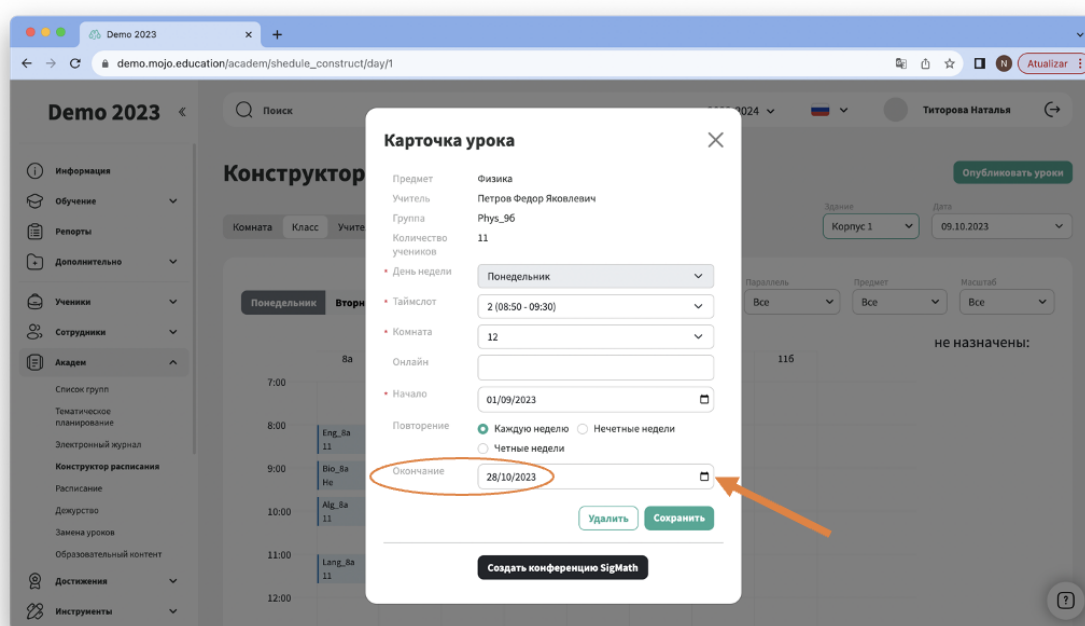 Demo 2023
demo.mojo.education/academ/shedule_construct/day/1
N Atualizar
Demo 2023 «
Поиск
2024
Титорова Наталья
Информация
Обучение
Репорты
Дополнительно
Ученики
Сотрудники
Академ
Список групп
Тематическое
планирование
Электронный журнал
Конструктор расписания
Расписание
Дежурство
Замена уроков
Образовательный контент
Достижения
Инструменты
Конструктор
Опубликовать уроки
Комната Класс
Здание
Корпус 1
Дата
09.10.2023
Понедельник
Параллель
Все
Предмет
Все
Масштаб
Все
не назначены:
8а
11б
7:00
8:00
9:00
10:00
11:00
12:00
Eng_8a
11
Bio_8a
Не
Alg_8a
11
Lang_8a
11
Карточка урока
Предмет Физика
Учитель Петров Федор Яковлевич
Группа Phys_9б
Количество
учеников
11
• День недели Понедельник
• Таймслот 2 (08:50 - 09:30)
• Комната 12
Онлайн
• Начало 01/09/2023
Повторение Каждую неделю Нечетные недели
Четные недели
Окончание 28/10/2023
Удалить Сохранить
Создать конференцию SigMath